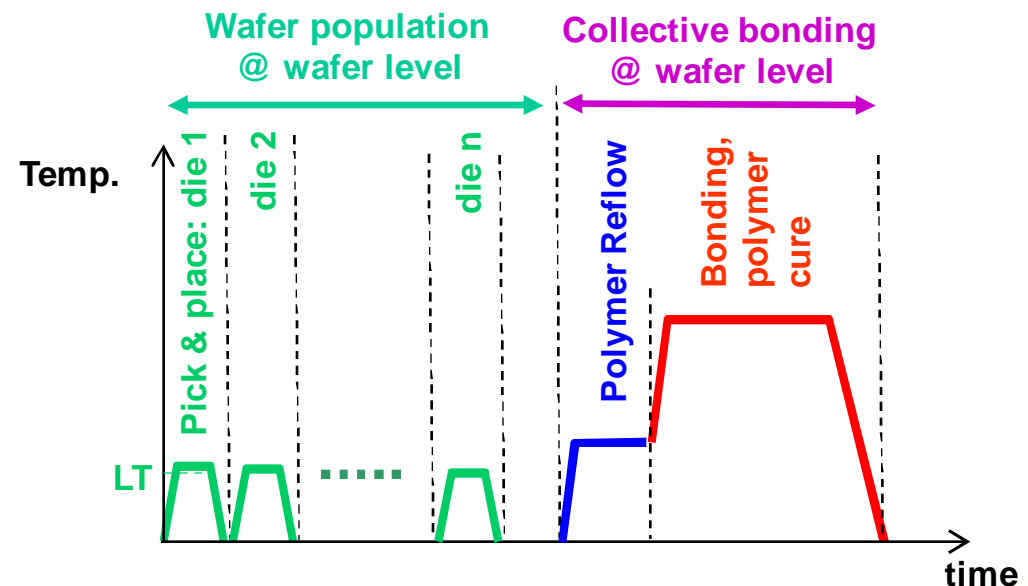 Wafer population
@ wafer level
Collective bonding
@ wafer level
Temp.
Pick & place: die 1
die 2
die n
Polymer Reflow
Bonding,
polymer
cure
LT
time